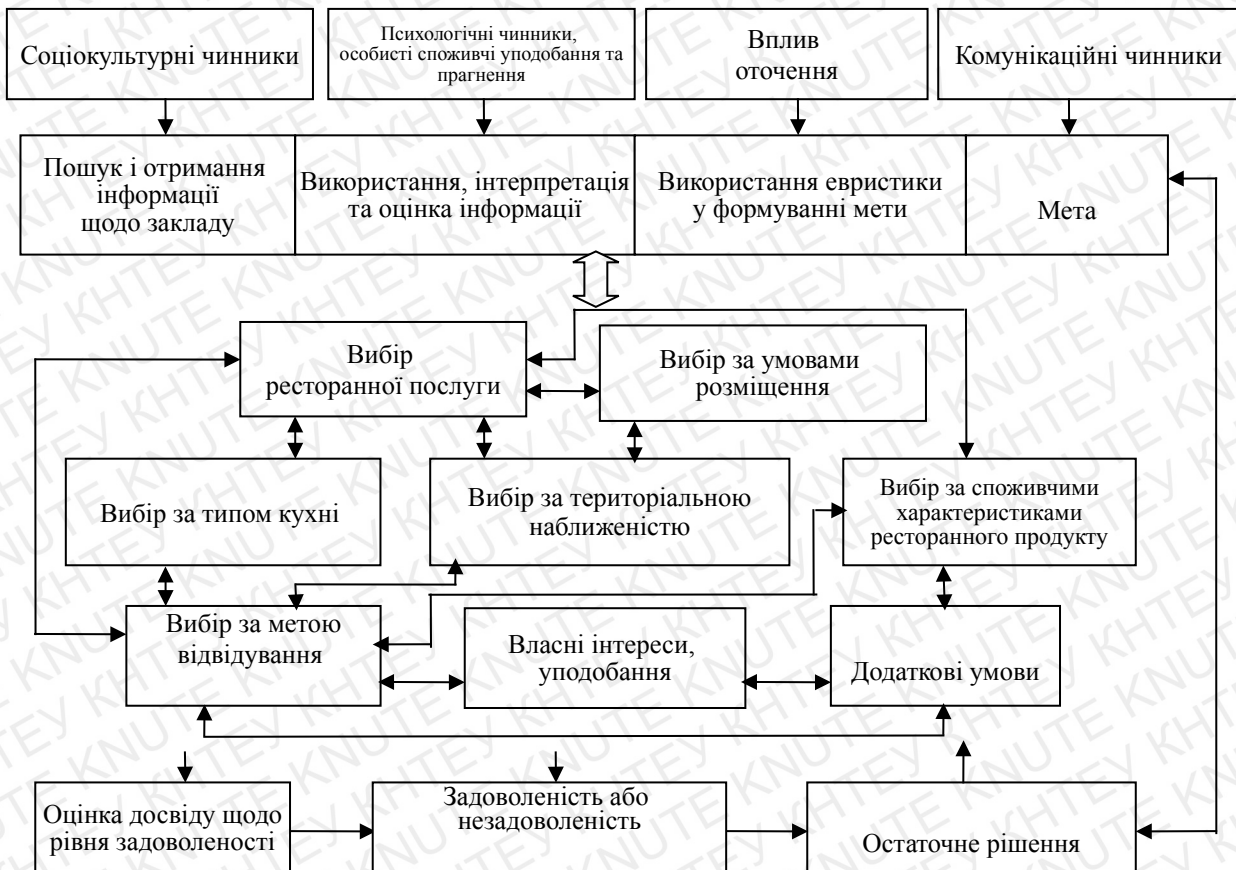 Соціокультурні чинники
Психологічні чинники,
особисті споживчі уподобання та
прагнення
Вплив
оточення
Комунікаційні чинники
Пошук і отримання
інформації
щодо закладу
Використання, інтерпретація
та оцінка інформації
Використання евристики
у формуванні мети
Мета
Вибір
ресторанної послуги
Вибір за умовами
розміщення
Вибір за типом кухні
Вибір за територіальною
наближеністю
Вибір за споживчими
характеристиками
ресторанного продукту
Вибір за метою
відвідування
Власні інтереси,
уподобання
Додаткові умови
Оцінка досвіду щодо
рівня задоволеності
Задоволеність або
незадоволеність
Остаточне рішення